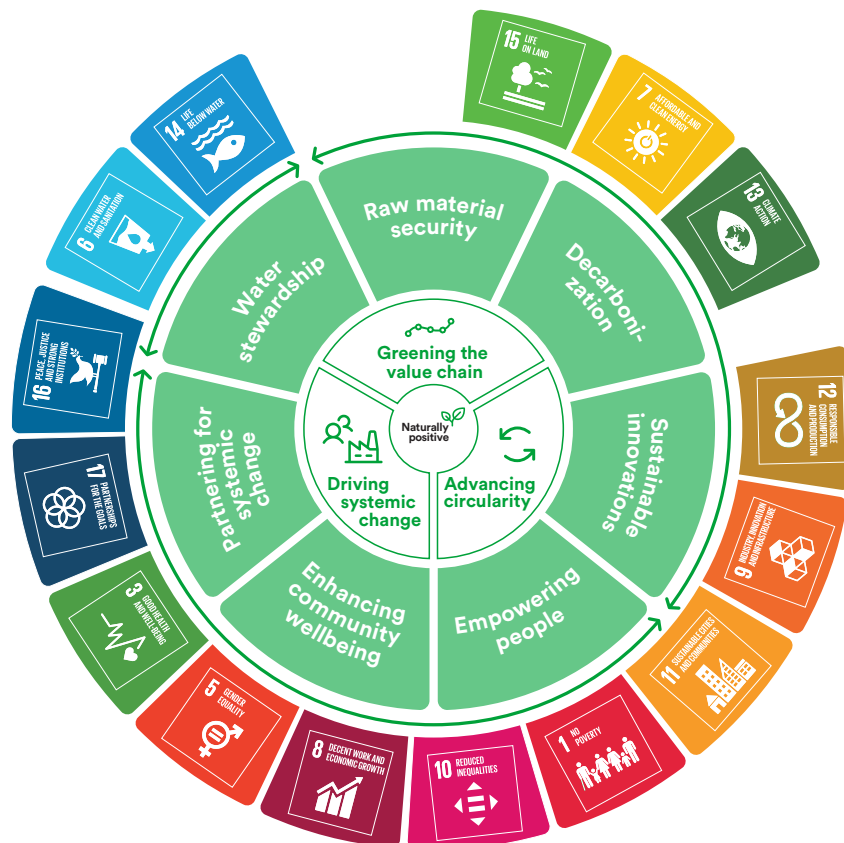 15 LIFE
ON LAND
7 AFFORDABLE AND
CLEAN ENERGY
13 CLIMATE
ACTION
12 RESPONSIBLE
CONSUMPTION
AND PRODUCTION
9 INDUSTRY, INNOVATION
AND INFRASTRUCTURE
11 SUSTAINABLE CITIES
AND COMMUNITIES
1 NO
POVERTY
10 REDUCED
INEQUALITIES
8 DECENT WORK AND
ECONOMIC GROWTH
5 GENDER
EQUALITY
3 GOOD HEALTH
AND WELL-BEING
17 PARTNERSHIPS
FOR THE GOALS
16 PEACE, JUSTICE
AND STRONG
INSTITUTIONS
6 CLEAN WATER
AND SANITATION
14 LIFE
BELOW WATER
Raw material
security
Decarboni-
zation
Sustainable
innovations
Empowering
people
Enhancing
community
wellbeing
Partnering for
systemic
change
Water
stewardship
Greening the
value chain
Advancing
circularity
Driving
systemic
change
Naturally
positive